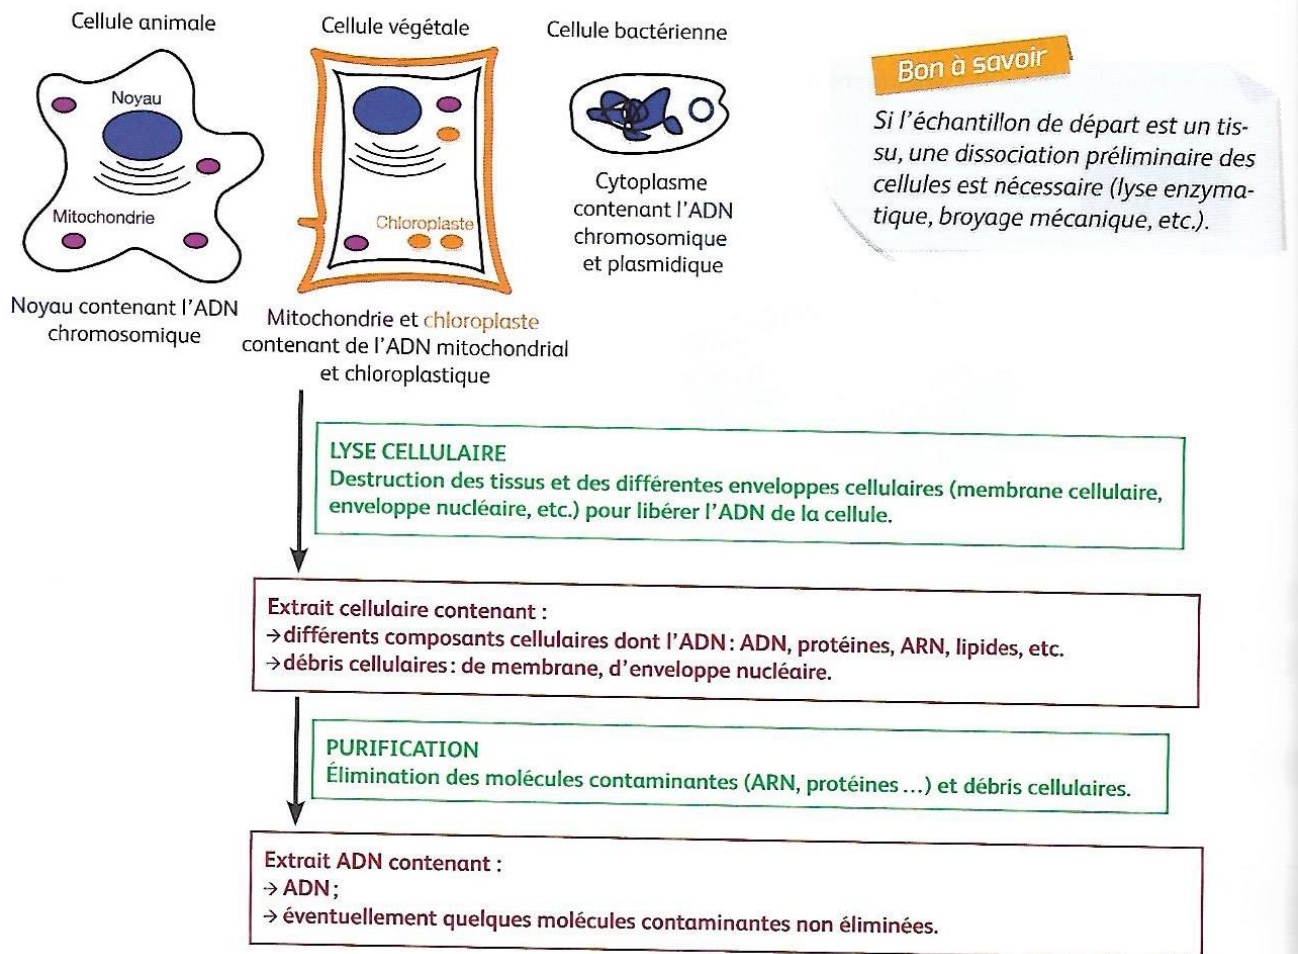 Cellule animale
Noyau
Mitochondrie
Noyau contenant l'ADN
chromosomique
Cellule végétale
Chloroplaste
Mitochondrie et chloroplaste
contenant de l'ADN mitochondrial
et chloroplastique
Cellule bactérienne
Cytoplasme
contenant l'ADN
chromosomique
et plasmidique
Bon à savoir
Si l'échantillon de départ est un tis-
su, une dissociation préliminaire des
cellules est nécessaire (lyse enzyma-
tique, broyage mécanique, etc.).
LYSE CELLULAIRE
Destruction des tissus et des différentes enveloppes cellulaires (membrane cellulaire,
enveloppe nucléaire, etc.) pour libérer l'ADN de la cellule.
Extrait cellulaire contenant :
→ différents composants cellulaires dont l'ADN : ADN, protéines, ARN, lipides, etc.
→ débris cellulaires : de membrane, d'enveloppe nucléaire.
PURIFICATION
Élimination des molécules contaminantes (ARN, protéines ...) et débris cellulaires.
Extrait ADN contenant :
→ ADN ;
→ éventuellement quelques molécules contaminantes non éliminées.